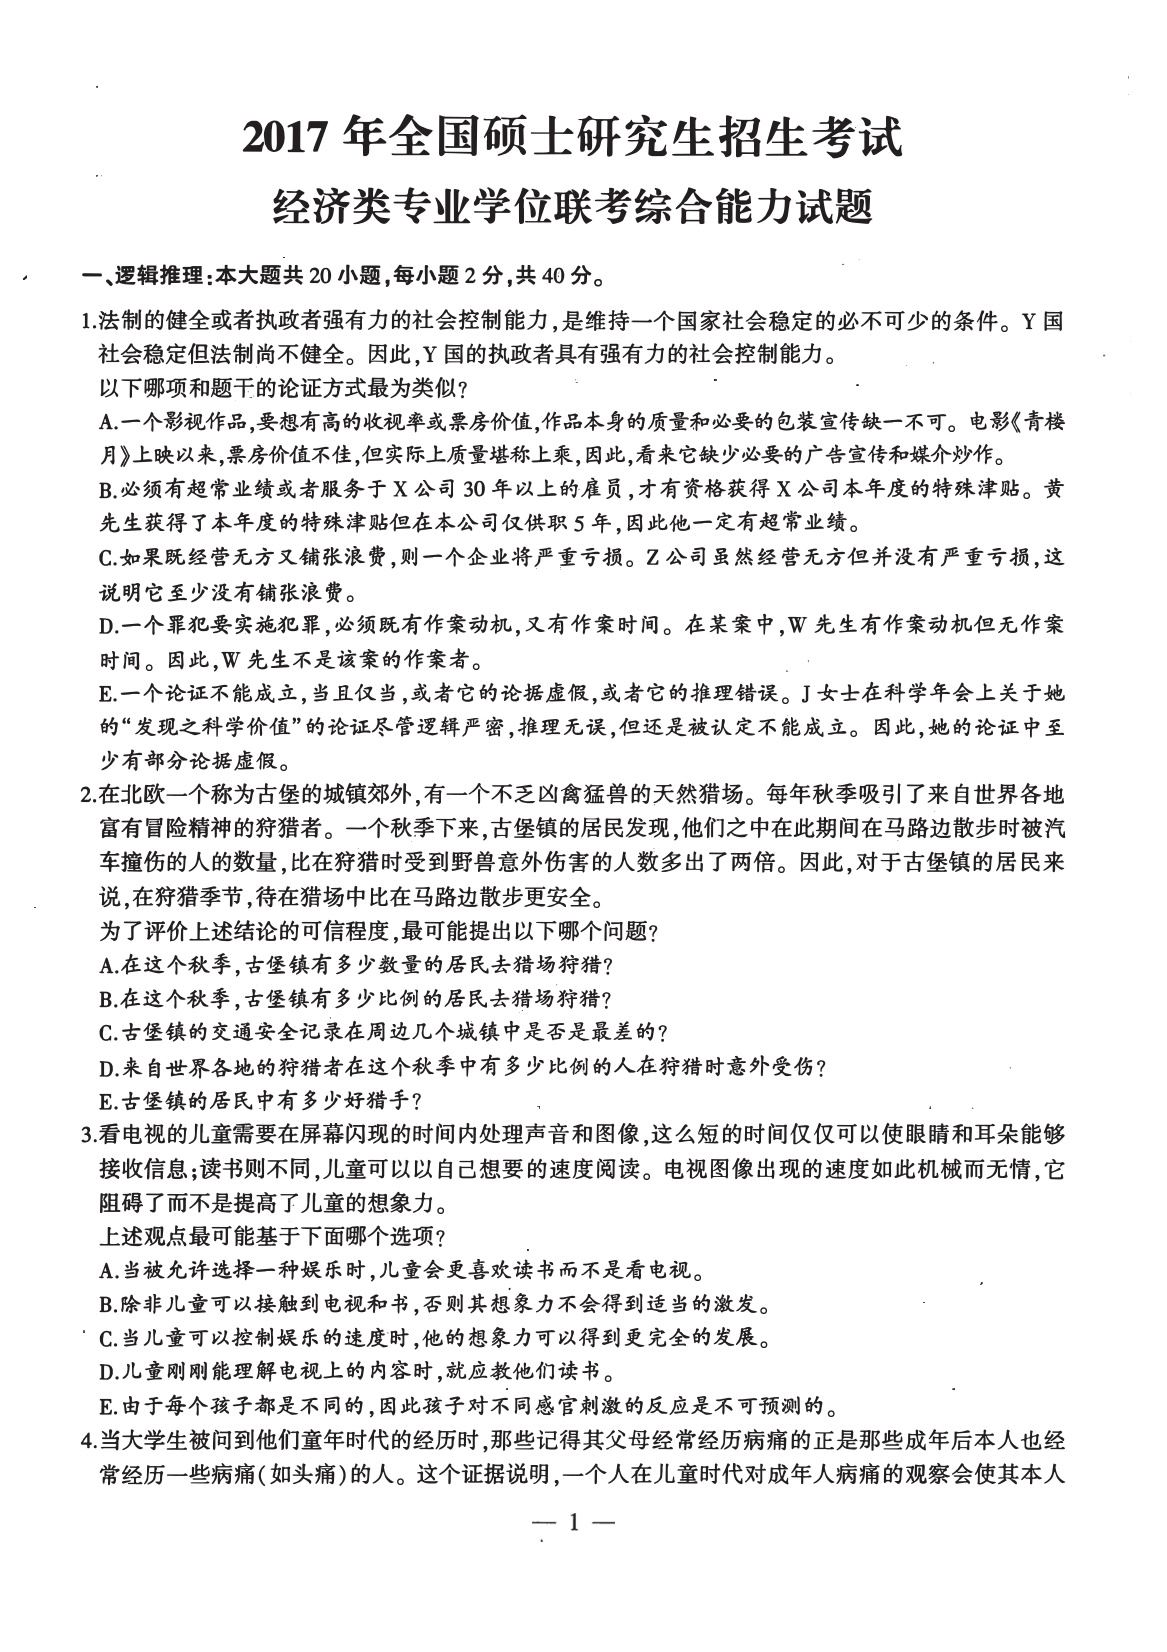 2017 年全国硕士研究生招生考试
经济类专业学位联考综合能力试题
一、逻辑推理:本大题共 20 小题,每小题 2 分,共 40 分。
1.法制的健全或者执政者强有力的社会控制能力,是维持一个国家社会稳定的必不可少的条件。Y 国
社会稳定但法制尚不健全。因此,Y 国的执政者具有强有力的社会控制能力。
以下哪项和题干的论证方式最为类似?
A.一个影视作品,要想有高的收视率或票房价值,作品本身的质量和必要的包装宣传缺一不可。电影《青楼
月》上映以来,票房价值不佳,但实际上质量堪称上乘,因此,看来它缺少必要的广告宣传和媒介炒作。
B.必须有超常业绩或者服务于 X 公司 30 年以上的雇员,才有资格获得 X 公司本年度的特殊津贴。黄
先生获得了本年度的特殊津贴但在本公司仅供职 5 年,因此他一定有超常业绩。
C.如果既经营无方又铺张浪费,则一个企业将严重亏损。Z 公司虽然经营无方但并没有严重亏损,这
说明它至少没有铺张浪费。
D.一个罪犯要实施犯罪,必须既有作案动机,又有作案时间。在某案中,W 先生有作案动机但无作案
时间。因此,W 先生不是该案的作案者。
E.一个论证不能成立,当且仅当,或者它的论据虚假,或者它的推理错误。J 女士在科学年会上关于她
的“发现之科学价值”的论证尽管逻辑严密,推理无误,但还是被认定不能成立。因此,她的论证中至
少有部分论据虚假。
2.在北欧一个称为古堡的城镇郊外,有一个不乏凶禽猛兽的天然猎场。每年秋季吸引了来自世界各地
富有冒险精神的狩猎者。一个秋季下来,古堡镇的居民发现,他们之中在此期间在马路边散步时被汽
车撞伤的人的数量,比在狩猎时受到野兽意外伤害的人数多出了两倍。因此,对于古堡镇的居民来
说,在狩猎季节,待在猎场中比在马路边散步更安全。
为了评价上述结论的可信程度,最可能提出以下哪个问题?
A.在这个秋季,古堡镇有多少数量的居民去猎场狩猎?
B.在这个秋季,古堡镇有多少比例的居民去猎场狩猎?
C.古堡镇的交通安全记录在周边几个城镇中是否是最差的?
D.来自世界各地的狩猎者在这个秋季中有多少比例的人在狩猎时意外受伤?
E.古堡镇的居民中有多少好猎手?
3.看电视的儿童需要在屏幕闪现的时间内处理声音和图像,这么短的时间仅仅可以使眼睛和耳朵能够
接收信息;读书则不同,儿童可以以自己想要的速度阅读。电视图像出现的速度如此机械而无情,它
阻碍了而不是提高了儿童的想象力。
上述观点最可能基于下面哪个选项?
A.当被允许选择一种娱乐时,儿童会更喜欢读书而不是看电视。
B.除非儿童可以接触到电视和书,否则其想象力不会得到适当的激发。
C.当儿童可以控制娱乐的速度时,他的想象力可以得到更完全的发展。
D.儿童刚刚能理解电视上的内容时,就应教他们读书。
E.由于每个孩子都是不同的,因此孩子对不同感官刺激的反应是不可预测的。
4.当大学生被问到他们童年时代的经历时,那些记得其父母经常经历病痛的正是那些成年后本人也经
常经历一些病痛(如头痛)的人。这个证据说明,一个人在儿童时代对成年人病痛的观察会使其本人
— 1 —